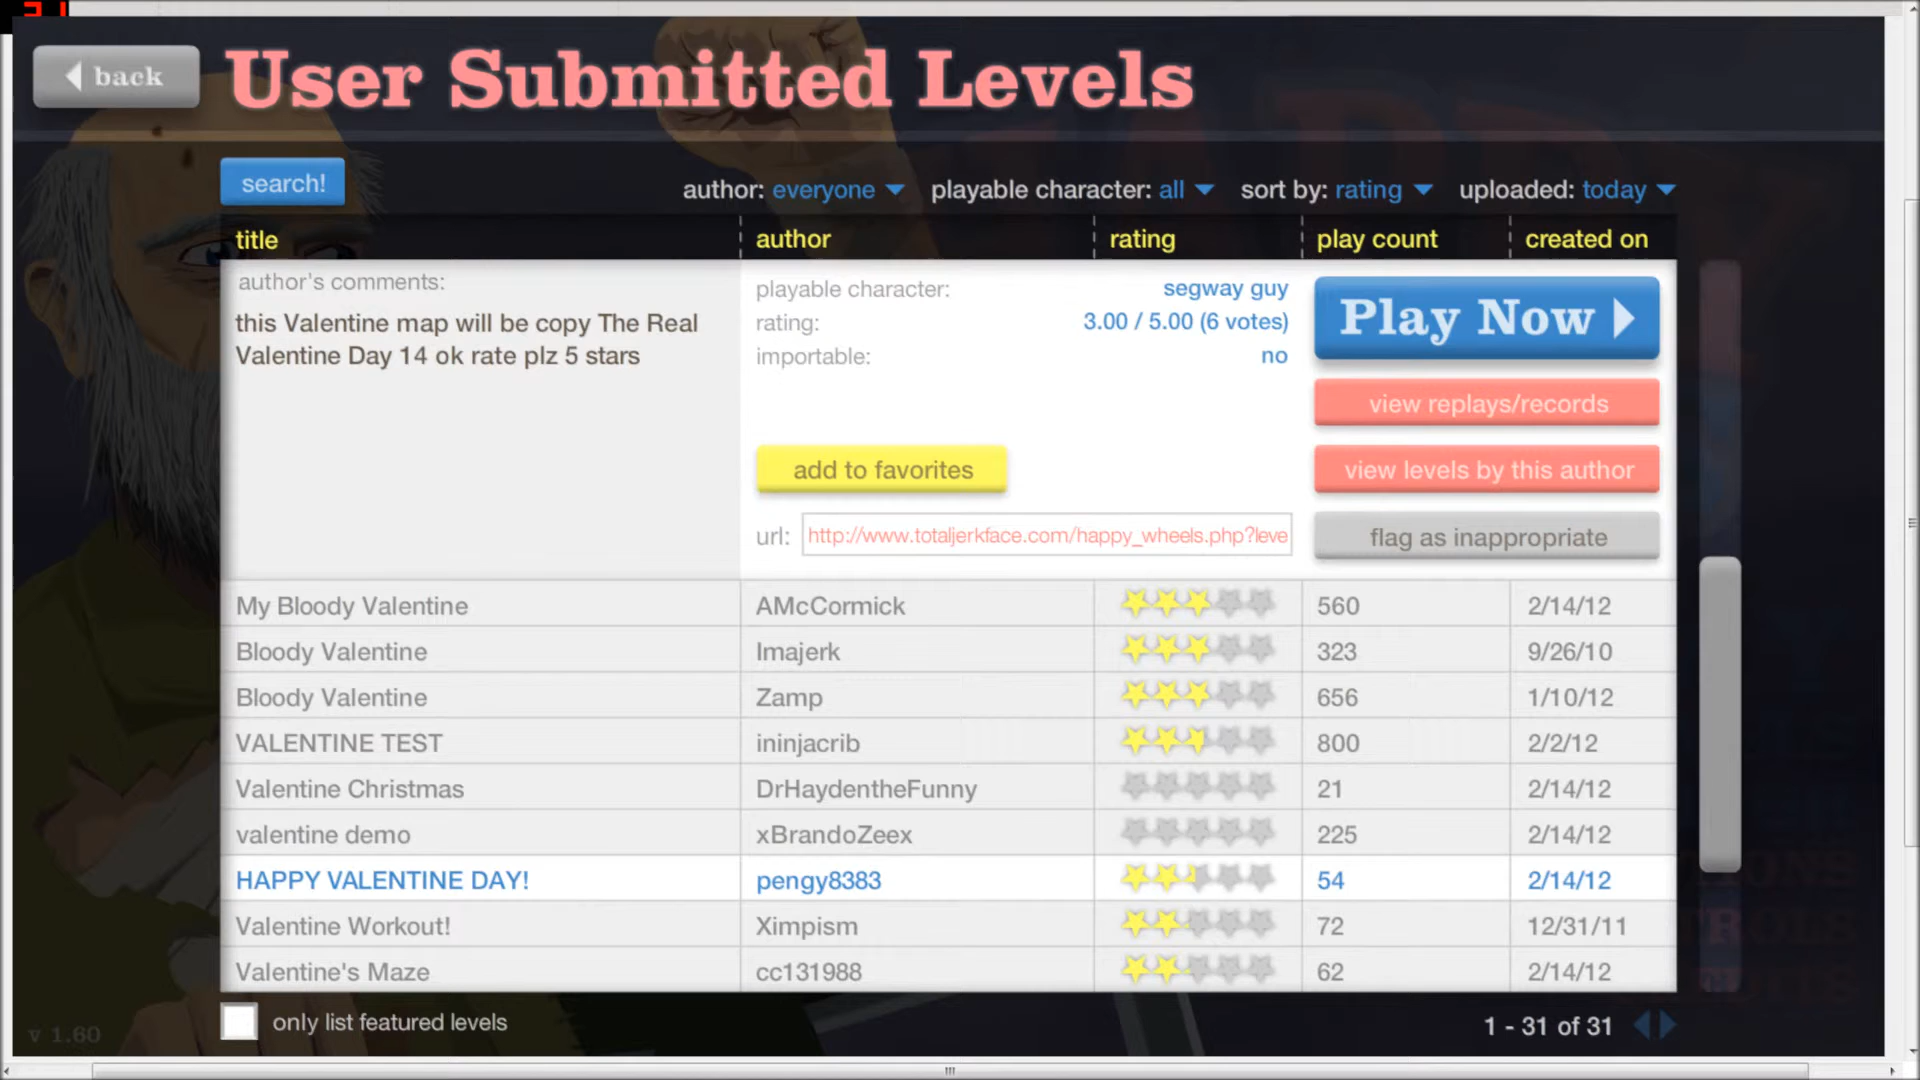 back
User Submitted Levels
search!
author: everyone playable character: all sort by: rating uploaded: today
title author rating play count created on
author's comments:
this Valentine map will be copy The Real
Valentine Day 14 ok rate plz 5 stars
playable character: segway guy
rating: 3.00 / 5.00 (6 votes)
importable: no
add to favorites
url: http://www.totaljerkface.com/happy_wheels.php?leve
Play Now
view replays/records
view levels by this author
flag as inappropriate
My Bloody Valentine AMcCormick 560 2/14/12
Bloody Valentine Imajerk 323 9/26/10
Bloody Valentine Zamp 656 1/10/12
VALENTINE TEST ininjacrib 800 2/2/12
Valentine Christmas DrHaydentheFunny 21 2/14/12
valentine demo xBrandoZeex 225 2/14/12
HAPPY VALENTINE DAY! pengy8383 54 2/14/12
Valentine Workout! Ximpism 72 12/31/11
Valentine's Maze cc131988 62 2/14/12
only list featured levels
1 - 31 of 31
v 1.60